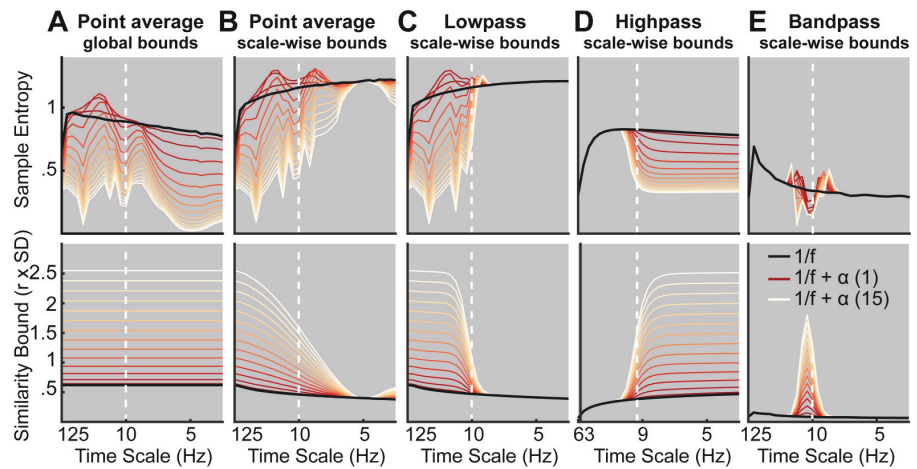 A Point average
global bounds
B Point average
scale-wise bounds
C Lowpass
scale-wise bounds
D Highpass
scale-wise bounds
E Bandpass
scale-wise bounds
Sample Entropy
1
.5
Similarity Bound (r x SD)
2.5
2
1.5
1
.5
1/f
1/f + α (1)
1/f + α (15)
125 10 5
125 10 5
125 10 5
63 9 5
125 10 5
Time Scale (Hz)
Time Scale (Hz)
Time Scale (Hz)
Time Scale (Hz)
Time Scale (Hz)